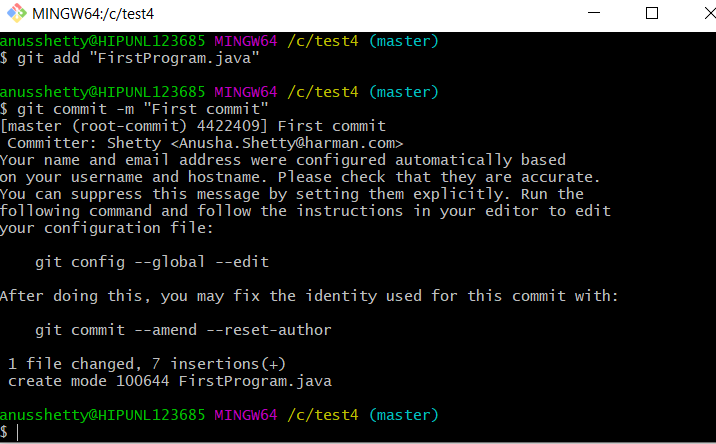 MINGW64:/c/test4
anusshetty@HIPUNL123685 MINGW64 /c/test4 (master)
$ git add "FirstProgram.java"
anusshetty@HIPUNL123685 MINGW64 /c/test4 (master)
$ git commit -m "First commit"
[master (root-commit) 4422409] First commit
 Committer: Shetty <Anusha.Shetty@harman.com>
Your name and email address were configured automatically based
on your username and hostname. Please check that they are accurate.
You can suppress this message by setting them explicitly. Run the
following command and follow the instructions in your editor to edit
your configuration file:
    git config --global --edit
After doing this, you may fix the identity used for this commit with:
    git commit --amend --reset-author
 1 file changed, 7 insertions(+)
 create mode 100644 FirstProgram.java
anusshetty@HIPUNL123685 MINGW64 /c/test4 (master)
$